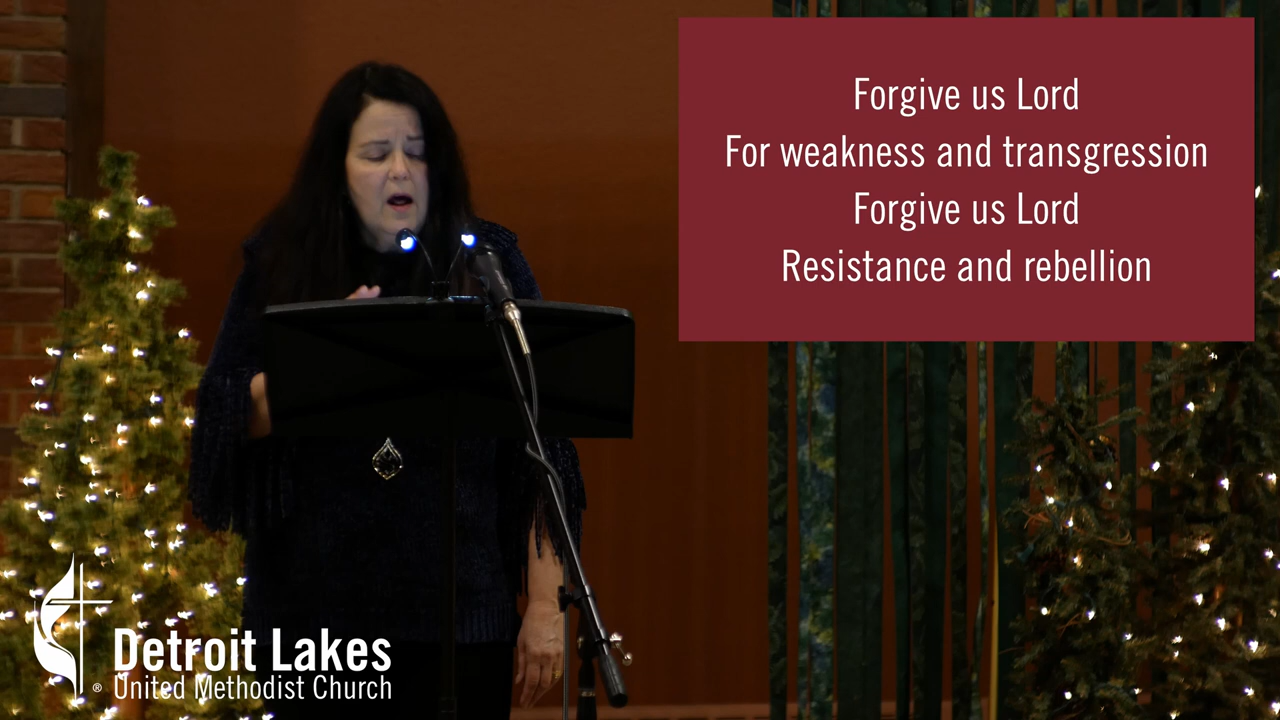 Forgive us Lord
For weakness and transgression
Forgive us Lord
Resistance and rebellion
Detroit Lakes
® United Methodist Church